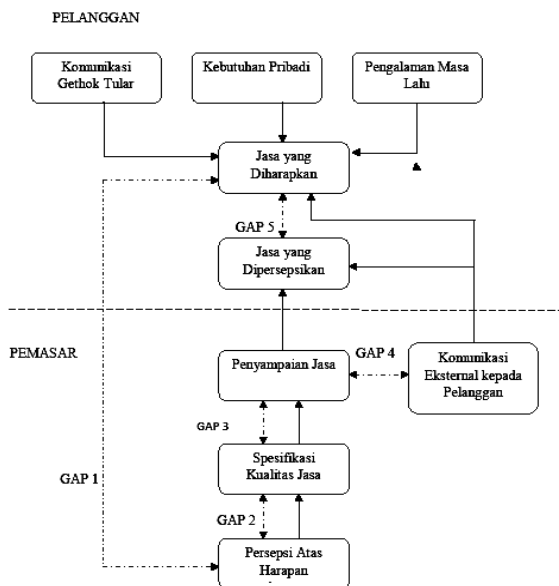 PELANGGAN
Komunikasi
Gethok Tular
Kebutuhan Pribadi
Pengalaman Masa
Lalu
Jasa yang
Diharapkan
GAP 5
Jasa yang
Dipersepsikan
PEMASAR
Penyampaian Jasa
GAP 4
Komunikasi
Eksternal kepada
Pelanggan
GAP 3
Spesifikasi
Kualitas Jasa
GAP 1
GAP 2
Persepsi Atas
Harapan